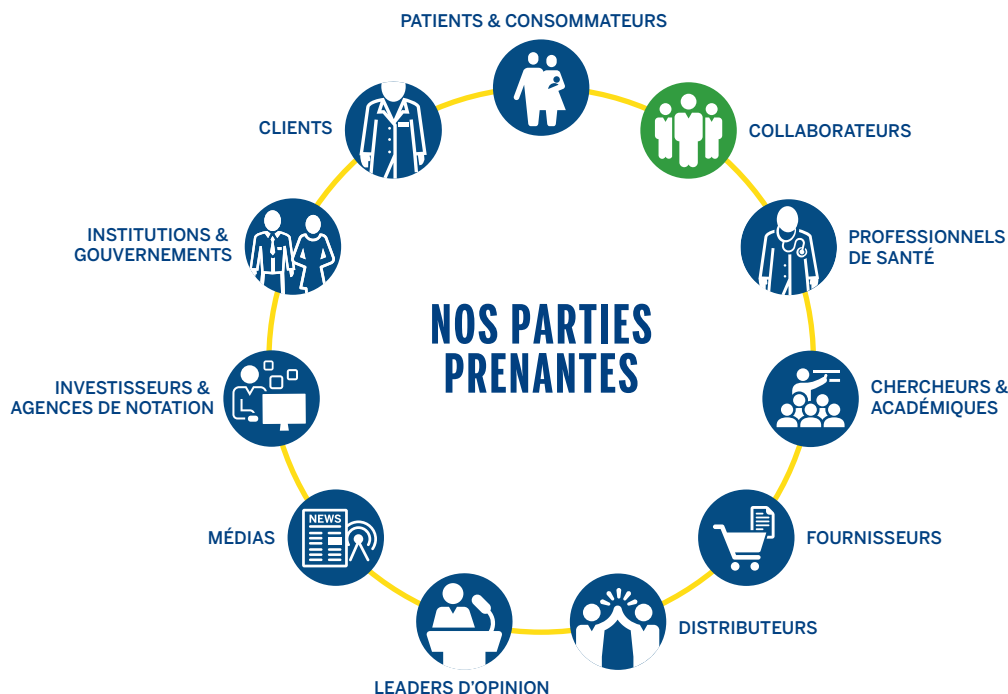 PATIENTS & CONSOMMATEURS
CLIENTS
COLLABORATEURS
INSTITUTIONS &
GOUVERNEMENTS
PROFESSIONNELS
DE SANTÉ
NOS PARTIES
PRENANTES
INVESTISSEURS &
AGENCES DE NOTATION
CHERCHEURS &
ACADÉMIQUES
NEWS
MÉDIAS
FOURNISSEURS
DISTRIBUTEURS
LEADERS D'OPINION